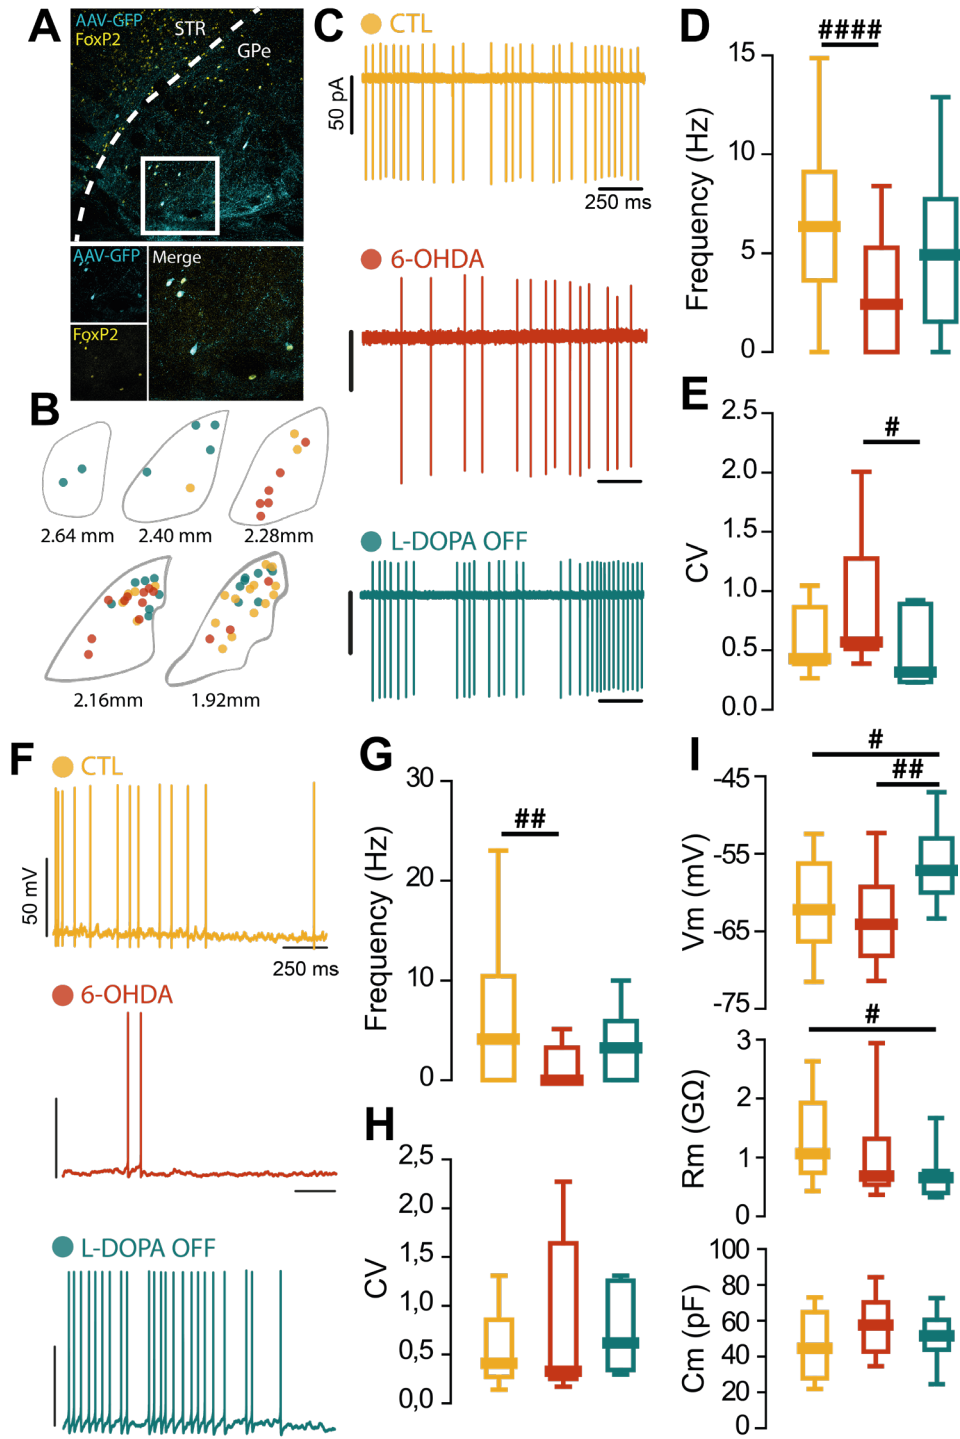 A
AAV-GFP
FoxP2
STR
GPe
AAV-GFP
Merge
FoxP2
B
2.64 mm
2.40 mm
2.28mm
2.16mm
1.92mm
C
CTL
50 pA
250 ms
6-OHDA
L-DOPA OFF
D
####
15
10
5
0
Frequency (Hz)
E
#
2.5
2.0
1.5
1.0
0.5
0.0
CV
F
CTL
50 mV
250 ms
6-OHDA
L-DOPA OFF
G
##
30
20
10
0
Frequency (Hz)
H
2,5
2,0
1,5
1,0
0,5
0,0
CV
I
#
##
-45
-55
-65
-75
Vm (mV)
#
3
2
1
0
Rm (GΩ)
100
80
60
40
20
0
Cm (pF)